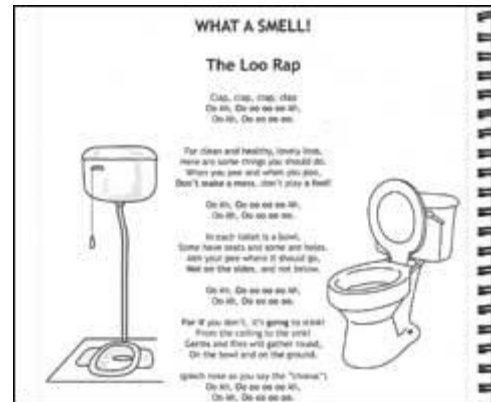 WHAT A SMELL!
The Loo Rap
Clap, clap, clap, clap
Oo Ah, Oo oo oo oo Ah,
Oo Ah, Oo oo oo oo.
For clean and healthy, lovely loos,
Here are some things you should do.
When you pee and when you poo,
Don't make a mess, don't play a fool!
Oo Ah, Oo oo oo oo Ah,
Oo Ah, Oo oo oo oo.
In each toilet is a bowl,
Some have seats and some are holes.
Aim your pee where it should go,
Not on the sides, and not below.
Oo Ah, Oo oo oo oo Ah,
Oo Ah, Oo oo oo oo.
For if you don't, it's going to stink!
From the ceiling to the sink!
Germs and flies will gather round,
On the bowl and on the ground.
(pinch nose as you say the "chorus")
Oo Ah, Oo oo oo oo Ah,
Oo Ah, Oo oo oo oo.